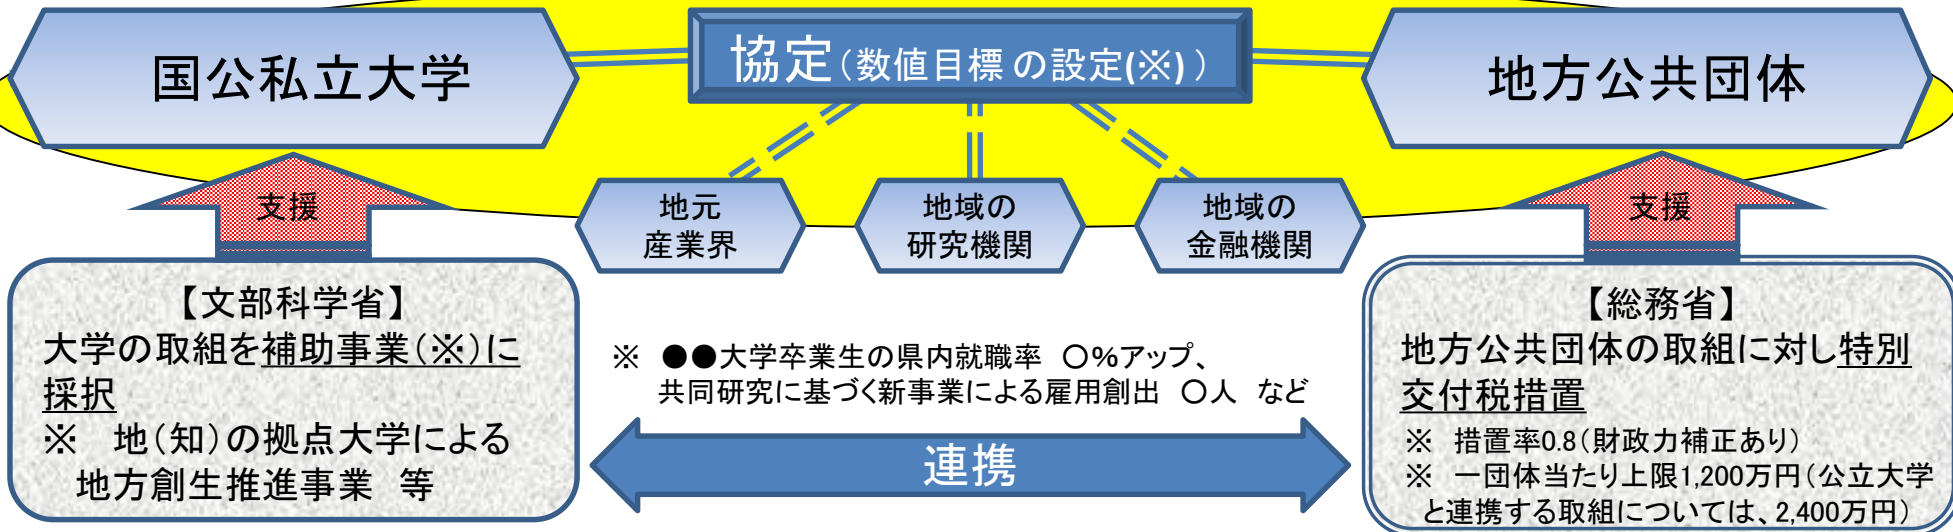 国公私立大学
協定(数値目標の設定(※))
地方公共団体
支援
地元
産業界
地域の
研究機関
地域の
金融機関
支援
【文部科学省】
大学の取組を補助事業(※)に
採択
※ 地(知)の拠点大学による
地方創生推進事業 等
※ ●●大学卒業生の県内就職率 〇%アップ、
共同研究に基づく新事業による雇用創出 〇人 など
連携
【総務省】
地方公共団体の取組に対し特別
交付税措置
※ 措置率0.8(財政力補正あり)
※ 一団体当たり上限1,200万円(公立大学
と連携する取組については、2,400万円)